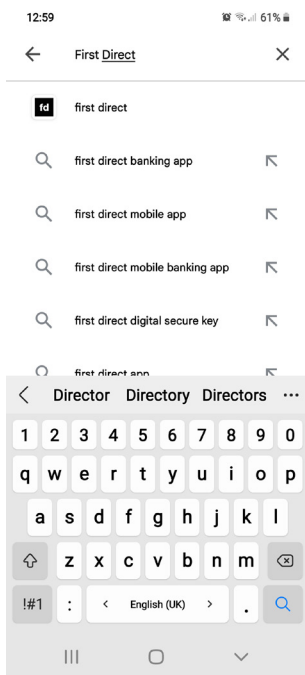 12:59
61%
First Direct
fd
first direct
first direct banking app
first direct mobile app
first direct mobile banking app
first direct digital secure key
first direct app
Director Directory Directors
1 2 3 4 5 6 7 8 9 0
q w e r t y u i o p
a s d f g h j k l
z x c v b n m
!#1 : English (UK) .